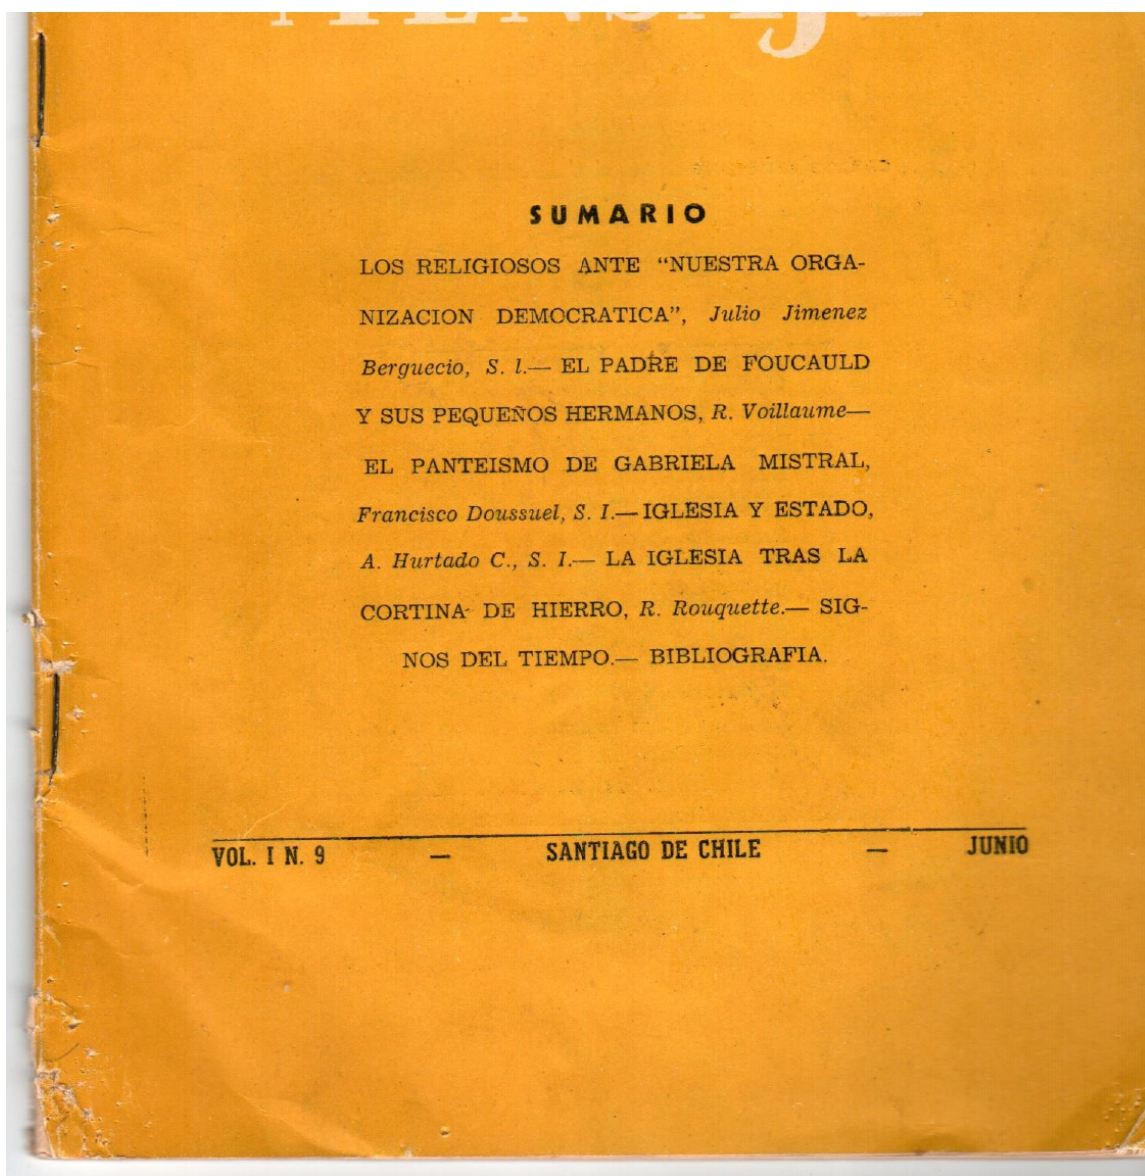 MENSAJE
SUMARIO
LOS RELIGIOSOS ANTE “NUESTRA ORGA-
NIZACION DEMOCRATICA”, Julio Jimenez
Berguecio, S. l.— EL PADRE DE FOUCAULD
Y SUS PEQUEÑOS HERMANOS, R. Voillaume—
EL PANTEISMO DE GABRIELA MISTRAL,
Francisco Doussuel, S. I.— IGLESIA Y ESTADO,
A. Hurtado C., S. I.— LA IGLESIA TRAS LA
CORTINA DE HIERRO, R. Rouquette.— SIG-
NOS DEL TIEMPO.— BIBLIOGRAFIA.
VOL. I N. 9 — SANTIAGO DE CHILE — JUNIO